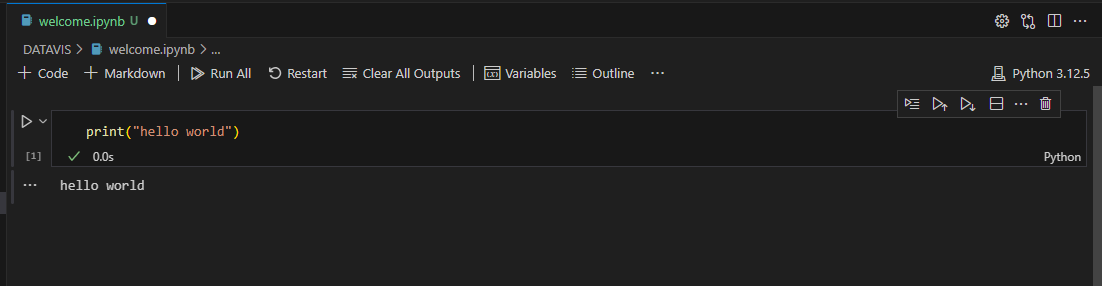 welcome.ipynb U
DATAVIS > welcome.ipynb > ...
+ Code + Markdown | Run All Restart Clear All Outputs | Variables Outline ... Python 3.12.5
print("hello world")
[1] 0.0s Python
hello world